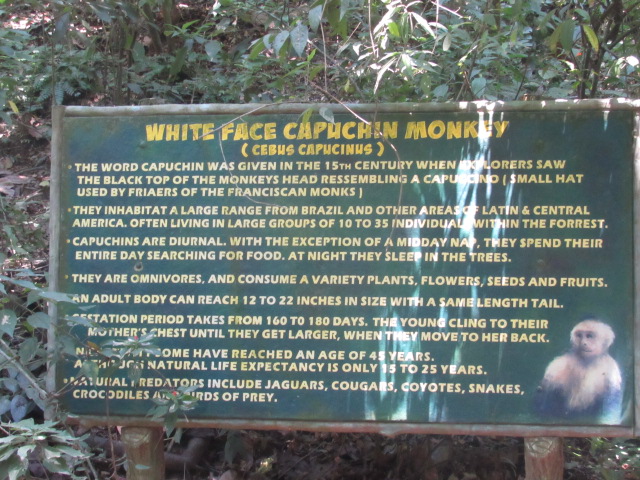 WHITE FACE CAPUCHIN MONKEY
( CEBUS CAPUCINUS )
• THE WORD CAPUCHIN WAS GIVEN IN THE 15TH CENTURY WHEN EXPLORERS SAW
THE BLACK TOP OF THE MONKEYS HEAD RESSEMBLING A CAPUCCINO ( SMALL HAT
USED BY FRIAERS OF THE FRANCISCAN MONKS )
• THEY INHABITAT A LARGE RANGE FROM BRAZIL AND OTHER AREAS OF LATIN & CENTRAL
AMERICA. OFTEN LIVING IN LARGE GROUPS OF 10 TO 35 INDIVIDUALS WITHIN THE FORREST.
• CAPUCHINS ARE DIURNAL. WITH THE EXCEPTION OF A MIDDAY NAP, THEY SPEND THEIR
ENTIRE DAY SEARCHING FOR FOOD. AT NIGHT THEY SLEEP IN THE TREES.
• THEY ARE OMNIVORES. AND CONSUME A VARIETY PLANTS, FLOWERS, SEEDS AND FRUITS.
AN ADULT BODY CAN REACH 12 TO 22 INCHES IN SIZE WITH A SAME LENGTH TAIL.
GESTATION PERIOD TAKES FROM 160 TO 180 DAYS. THE YOUNG CLING TO THEIR
MOTHER'S CHEST UNTIL THEY GET LARGER, WHEN THEY MOVE TO HER BACK.
SOME HAVE REACHED AN AGE OF 45 YEARS.
ALTHOUGH NATURAL LIFE EXPECTANCY IS ONLY 15 TO 25 YEARS.
• NATURAL PREDATORS INCLUDE JAGUARS, COUGARS, COYOTES, SNAKES,
CROCODILES AND BIRDS OF PREY.